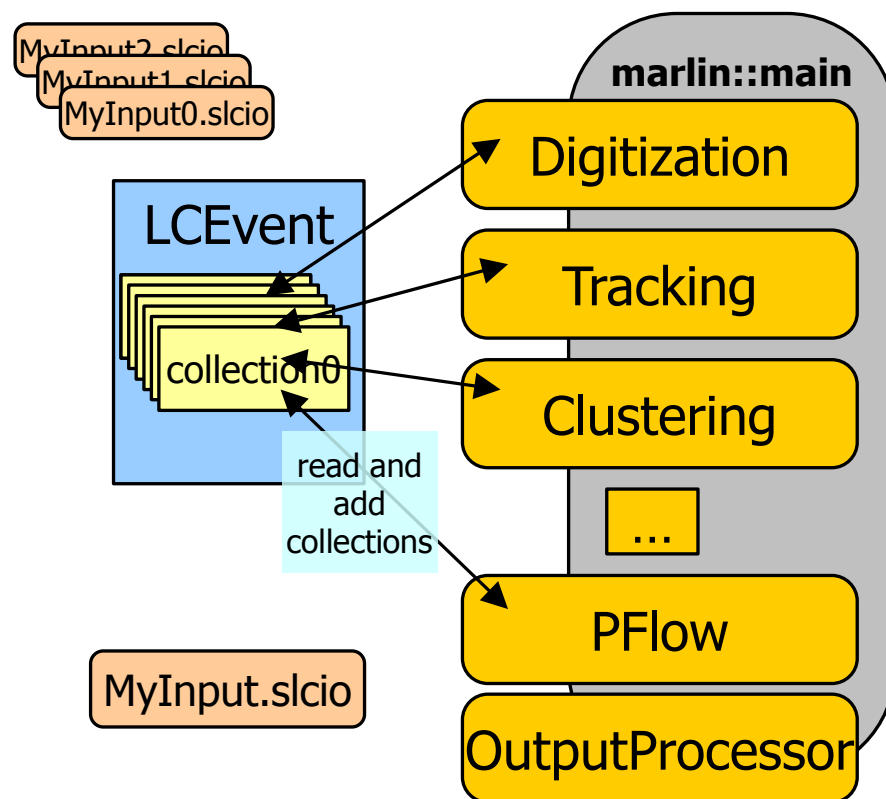 MyInput2.slcio
MyInput1.slcio
MyInput0.slcio
marlin::main
Digitization
LCEvent
Tracking
collection0
Clustering
read and
add
collections
...
PFlow
MyInput.slcio
OutputProcessor